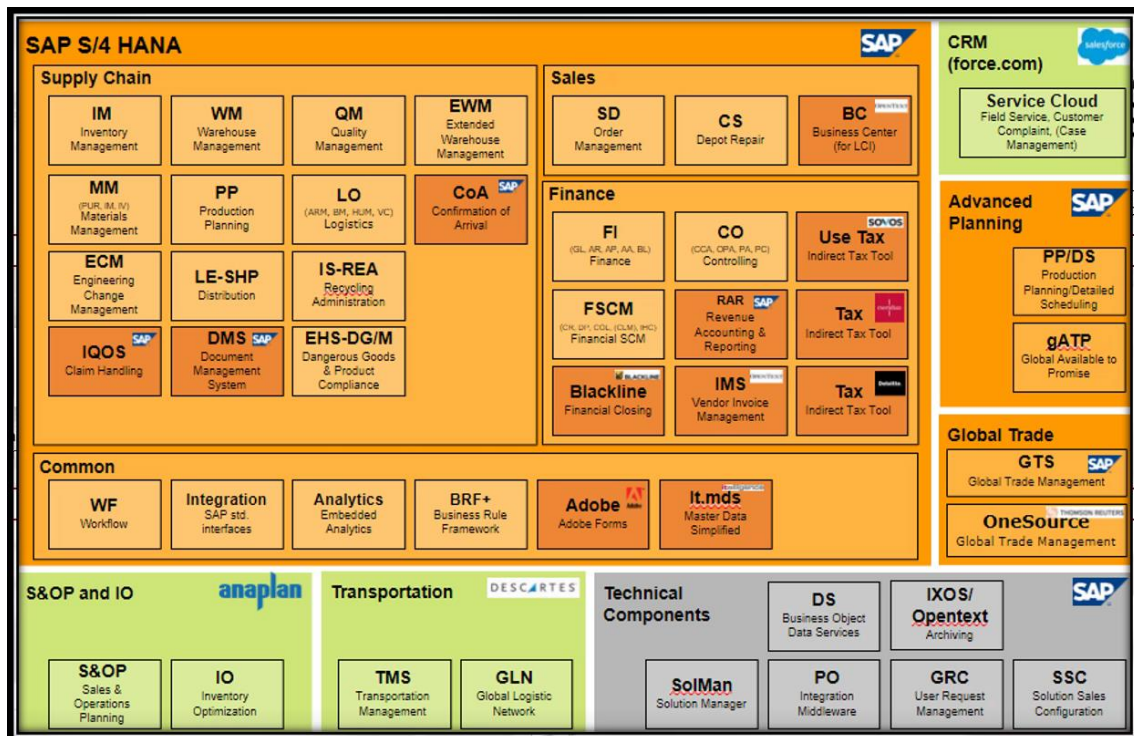 SAP S/4 HANA
SAP
Supply Chain
IM
Inventory
Management
WM
Warehouse
Management
QM
Quality
Management
EWM
Extended
Warehouse
Management
MM
(PUR, IM, IV)
Materials
Management
PP
Production
Planning
LO
(ARM, BM, HUM, VC)
Logistics
CoA SAP
Confirmation of
Arrival
ECM
Engineering
Change
Management
LE-SHP
Distribution
IS-REA
Recycling
Administration
SAP
IQOS
Claim Handling
DMS SAP
Document
Management
System
EHS-DG/M
Dangerous Goods
& Product
Compliance
Sales
SD
Order
Management
CS
Depot Repair
BC OPENTEXT
Business Center
(for LCI)
Finance
FI
(GL, AR, AP, AA, BL)
Finance
CO
(CCA, OPA, PA, PC)
Controlling
SOVOS
Use Tax
Indirect Tax Tool
FSCM
(CR, DP, COL, (CLM), IHC)
Financial SCM
RAR SAP
Revenue
Accounting &
Reporting
Tax
Indirect Tax Tool
BLACKLINE
Blackline
Financial Closing
OPENTEXT
IMS
Vendor Invoice
Management
Deloitte
Tax
Indirect Tax Tool
Common
WF
Workflow
Integration
SAP std.
interfaces
Analytics
Embedded
Analytics
BRF+
Business Rule
Framework
Adobe
Adobe Forms
It.mds
Master Data
Simplified
CRM
(force.com)
salesforce
Service Cloud
Field Service, Customer
Complaint, (Case
Management)
Advanced
Planning
SAP
PP/DS
Production
Planning/Detailed
Scheduling
gATP
Global Available to
Promise
Global Trade
GTS SAP
Global Trade Management
THOMSON REUTERS
OneSource
Global Trade Management
S&OP and IO
anaplan
S&OP
Sales &
Operations
Planning
IO
Inventory
Optimization
Transportation
DESCARTES
TMS
Transportation
Management
GLN
Global Logistic
Network
Technical
Components
SAP
DS
Business Object
Data Services
IXOS/
Opentext
Archiving
SolMan
Solution Manager
PO
Integration
Middleware
GRC
User Request
Management
SSC
Solution Sales
Configuration